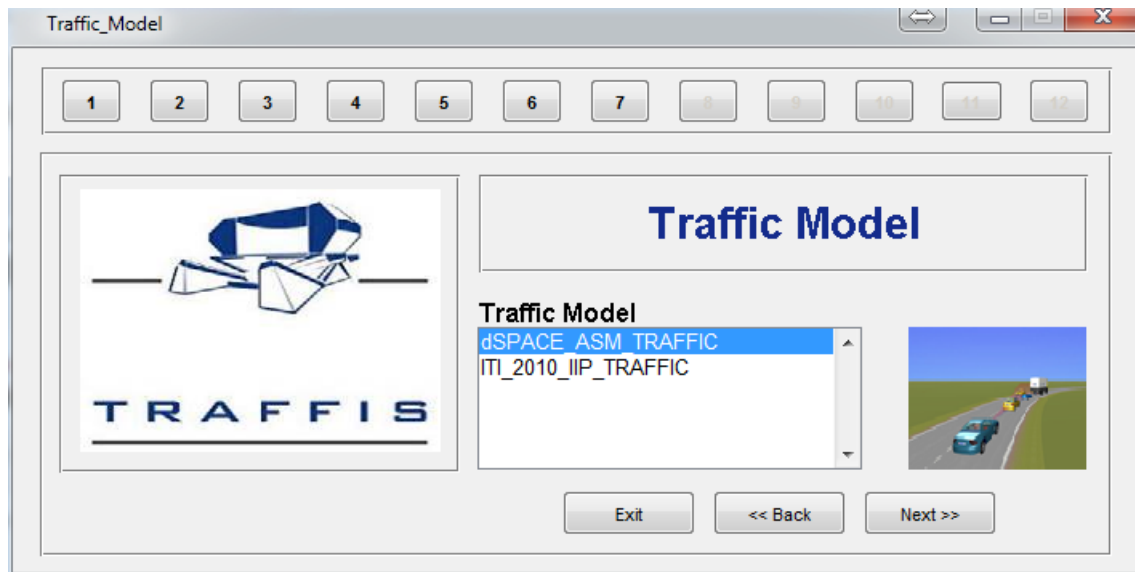 Traffic_Model
1 2 3 4 5 6 7 8 9 10 11 12
TRAFFIS
Traffic Model
Traffic Model
dSPACE_ASM_TRAFFIC
ITI_2010_IIP_TRAFFIC
Exit << Back Next >>